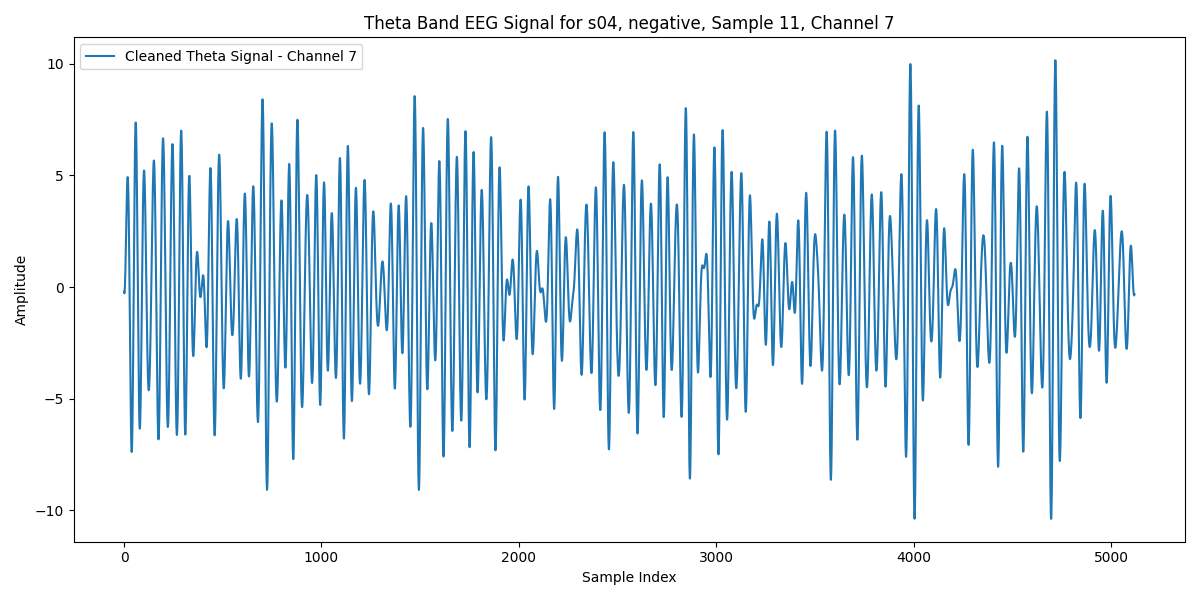 Theta Band EEG Signal for s04, negative, Sample 11, Channel 7
Cleaned Theta Signal - Channel 7
Amplitude
10
5
0
−5
−10
0 1000 2000 3000 4000 5000
Sample Index